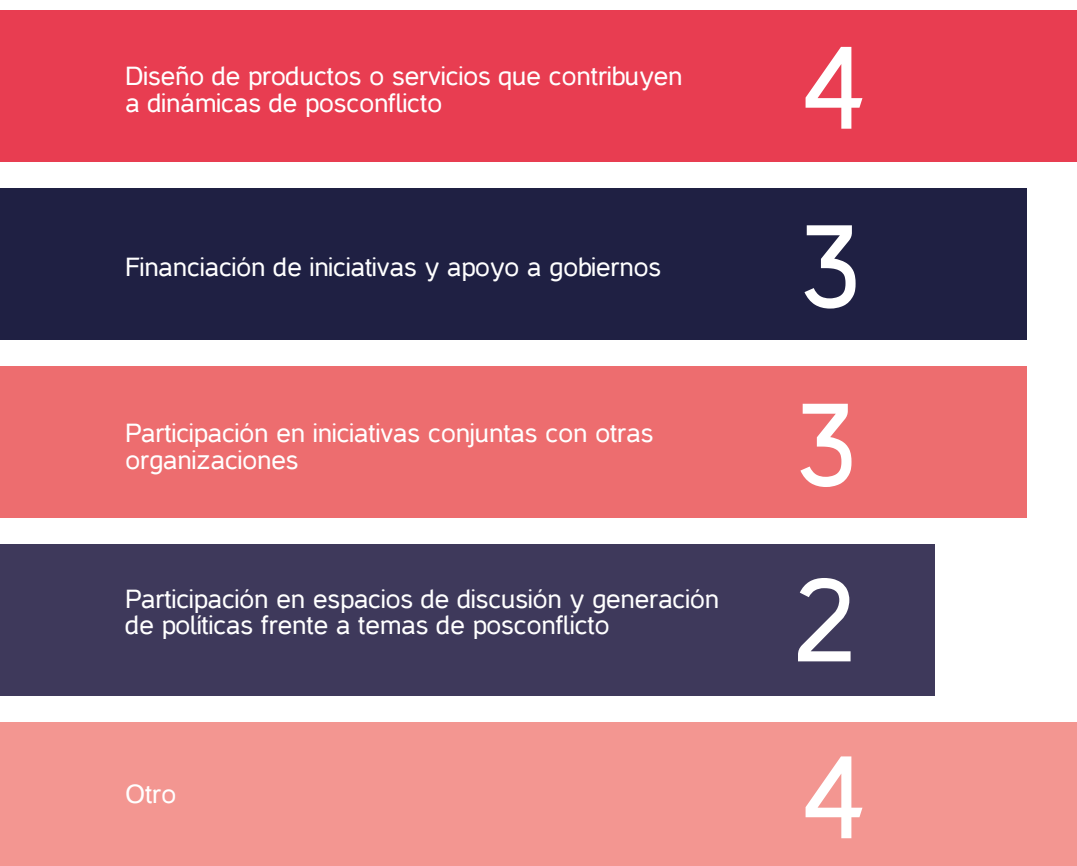 Diseño de productos o servicios que contribuyen
a dinámicas de posconflicto
4
Financiación de iniciativas y apoyo a gobiernos
3
Participación en iniciativas conjuntas con otras
organizaciones
3
Participación en espacios de discusión y generación
de políticas frente a temas de posconflicto
2
Otro
4